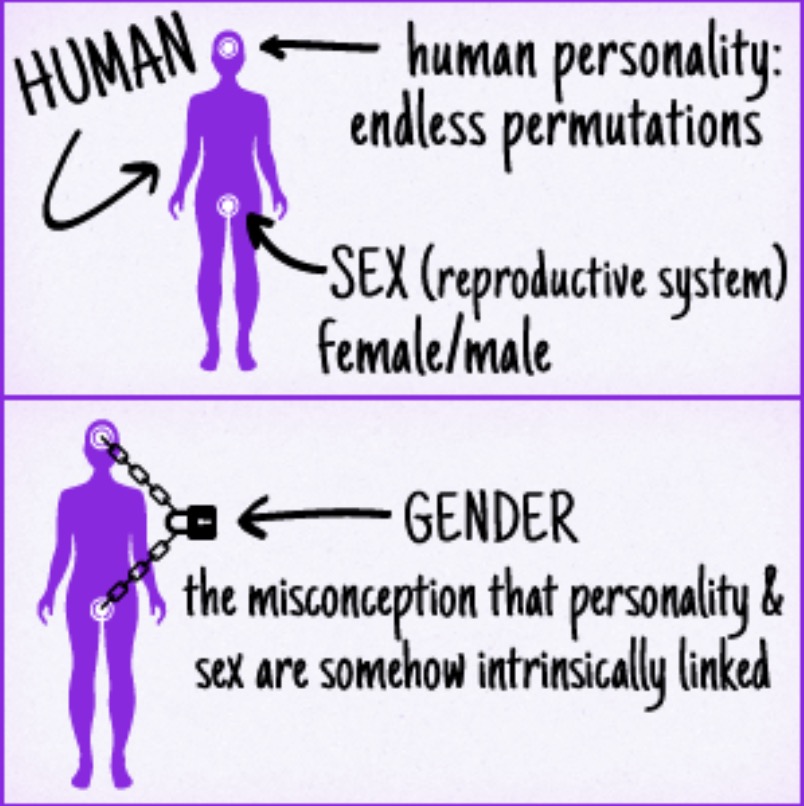 HUMAN
human personality:
endless permutations
SEX (reproductive system)
female/male
GENDER
the misconception that personality &
sex are somehow intrinsically linked